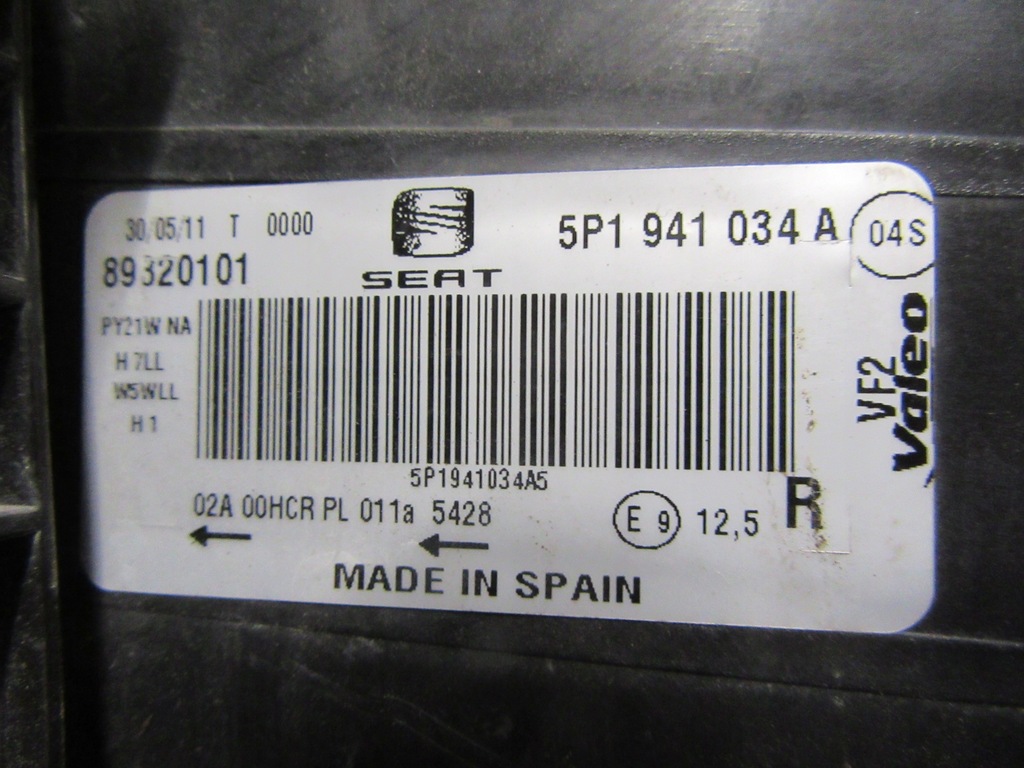 30/05/11 T 0000
SEAT
5P1 941 034 A
04S
89320101
PY21W NA
H 7LL
W5WLL
H1
VF2
Valeo
5P1941034A5
02A 00HCR PL 011a 5428
E 9
12,5
R
MADE IN SPAIN